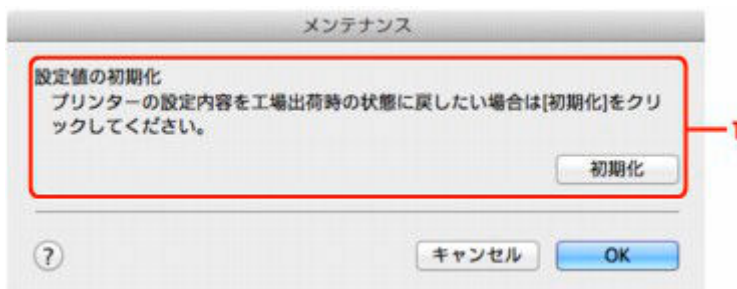 メンテナンス
設定値の初期化
プリンターの設定内容を工場出荷時の状態に戻したい場合は[初期化]をクリ
ックしてください。
1
初期化
?
キャンセル
OK